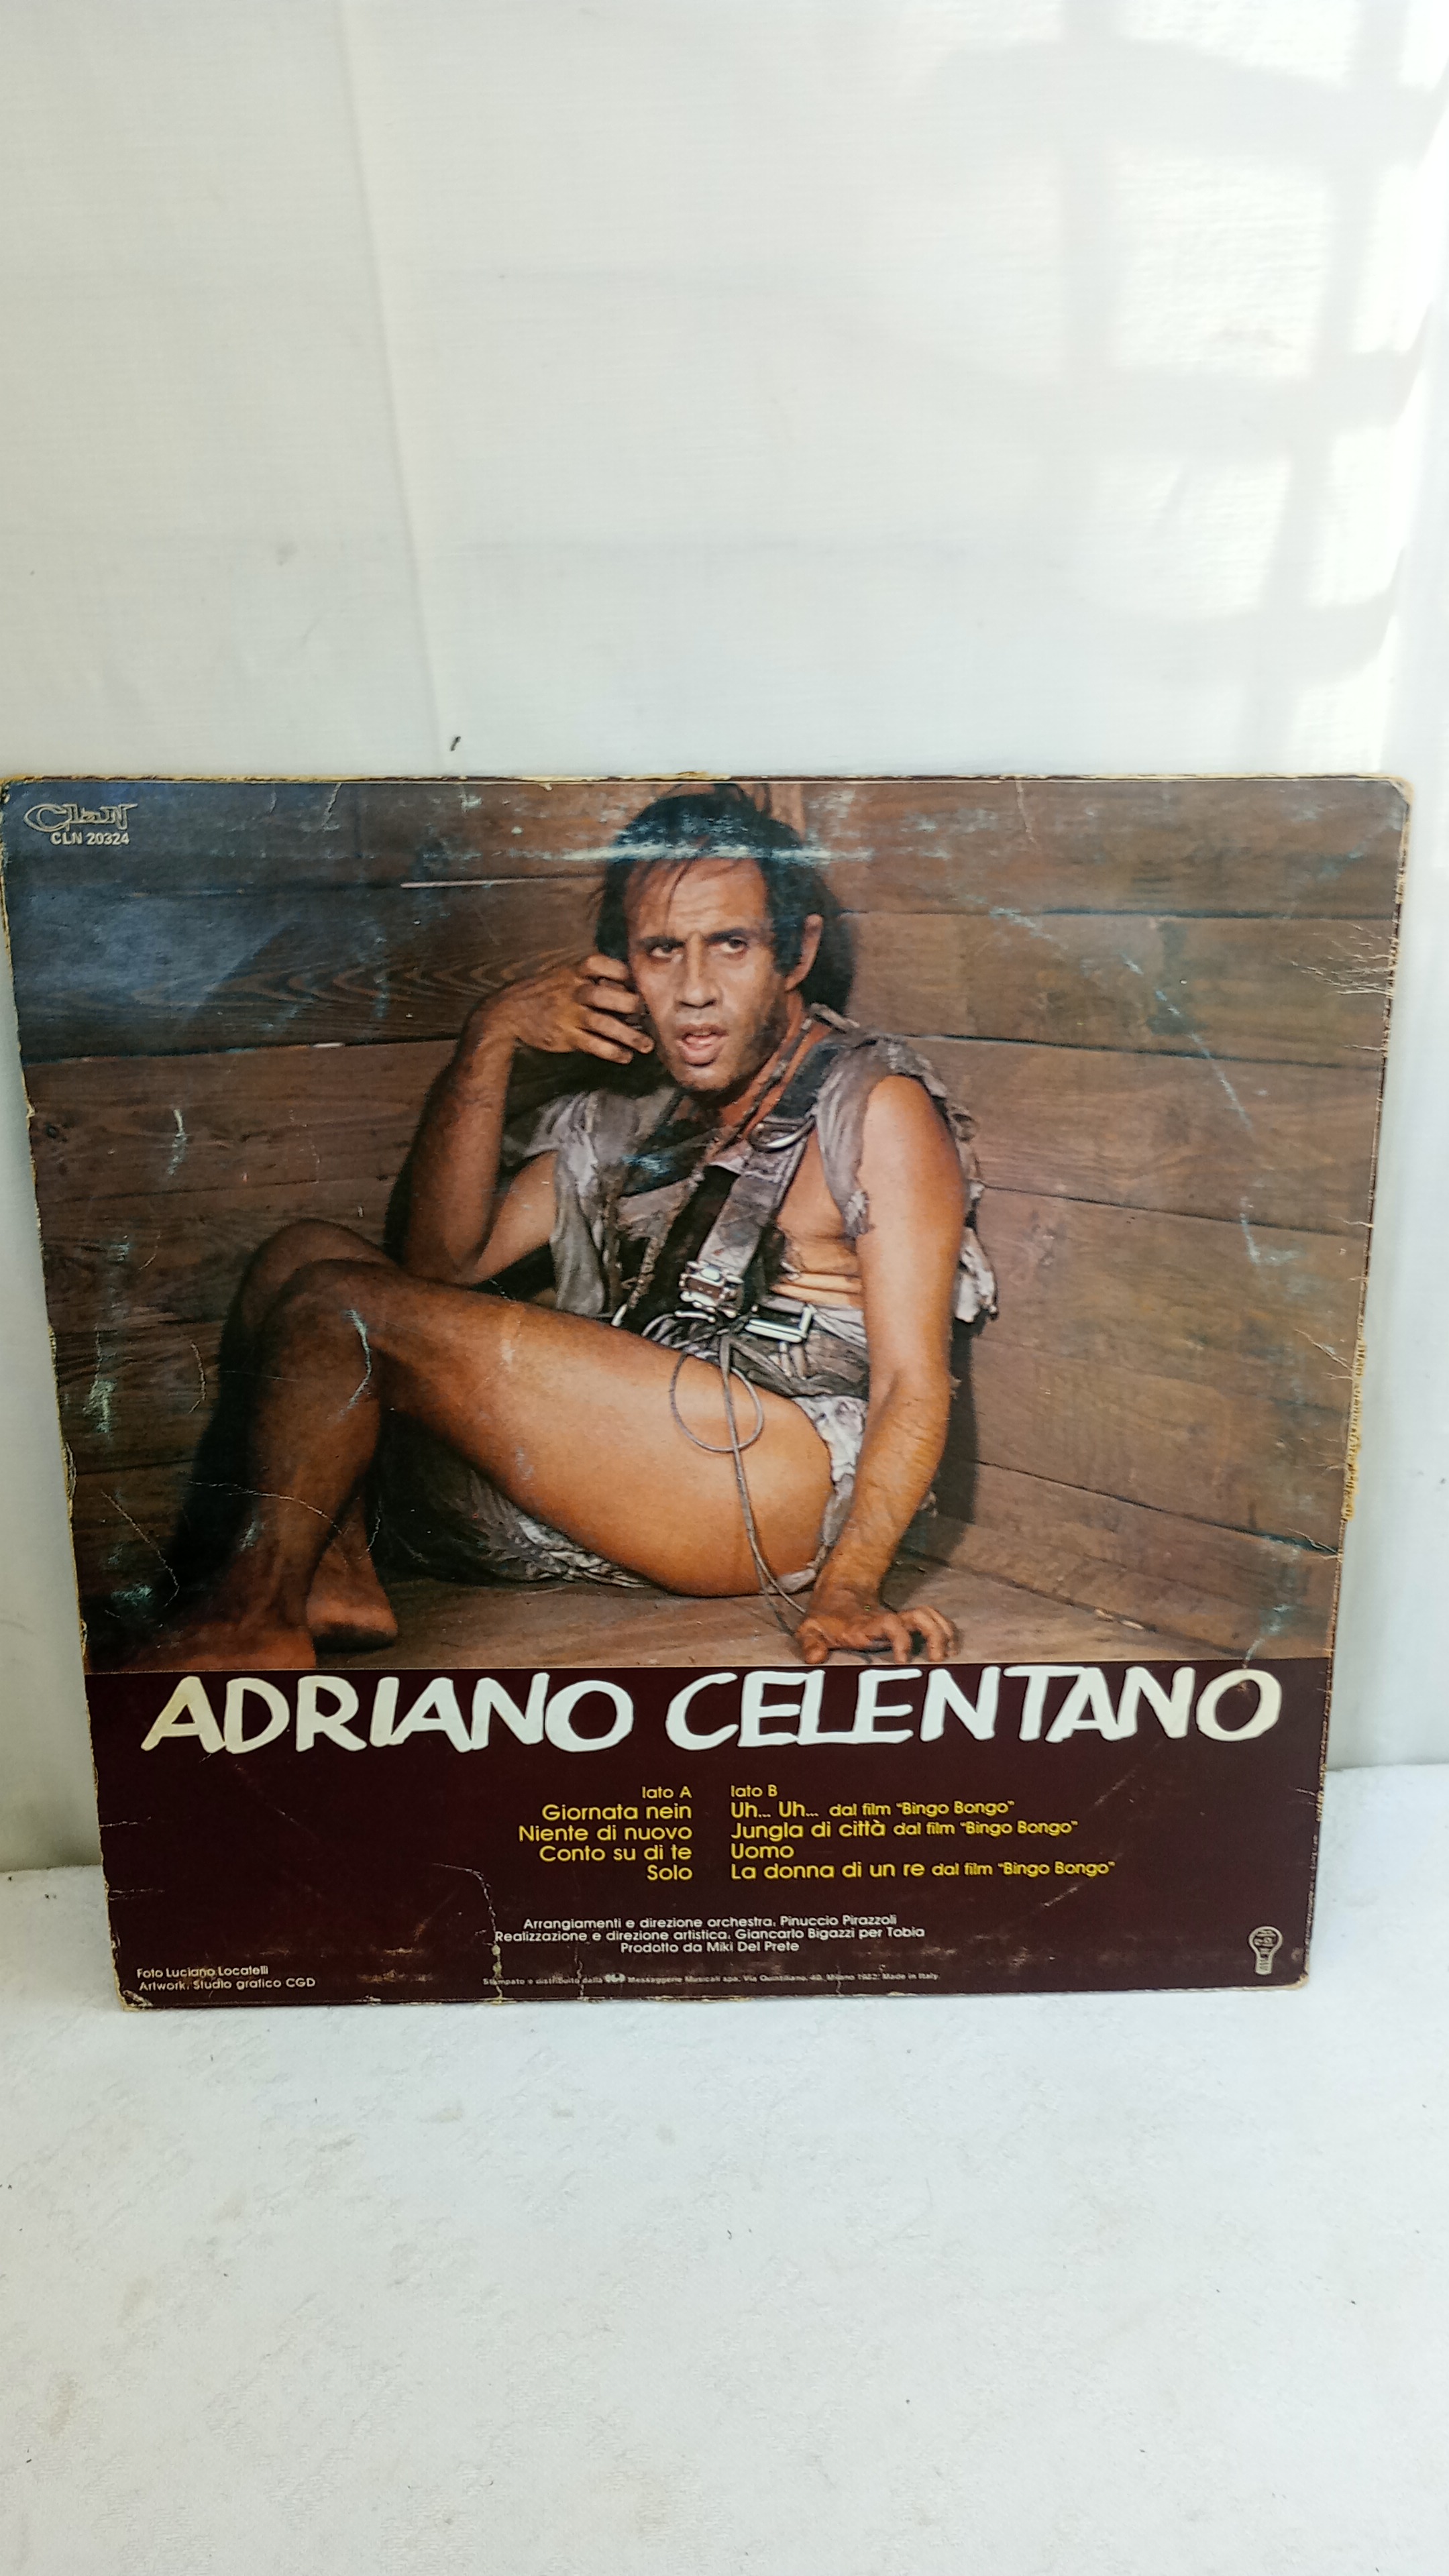 Clan
CLN 20324
ADRIANO CELENTANO
lato A
Giornata nein
Niente di nuovo
Conto su di te
Solo
lato B
Uh... Uh... dal film "Bingo Bongo"
Jungla di città dal film "Bingo Bongo"
Uomo
La donna di un re dal film "Bingo Bongo"
Arrangiamenti e direzione orchestra, Pinuccio Pirazzoli
Realizzazione e direzione artistica, Giancarlo Bigazzi per Tobia
Prodotto da Miki Del Prete
Foto Luciano Locatelli
Artwork, Studio grafico CGD
Stampato e distribuito dalla CGD Messaggerie Musicali spa, Via Quintiliano, 40, Milano 1982. Made in Italy.